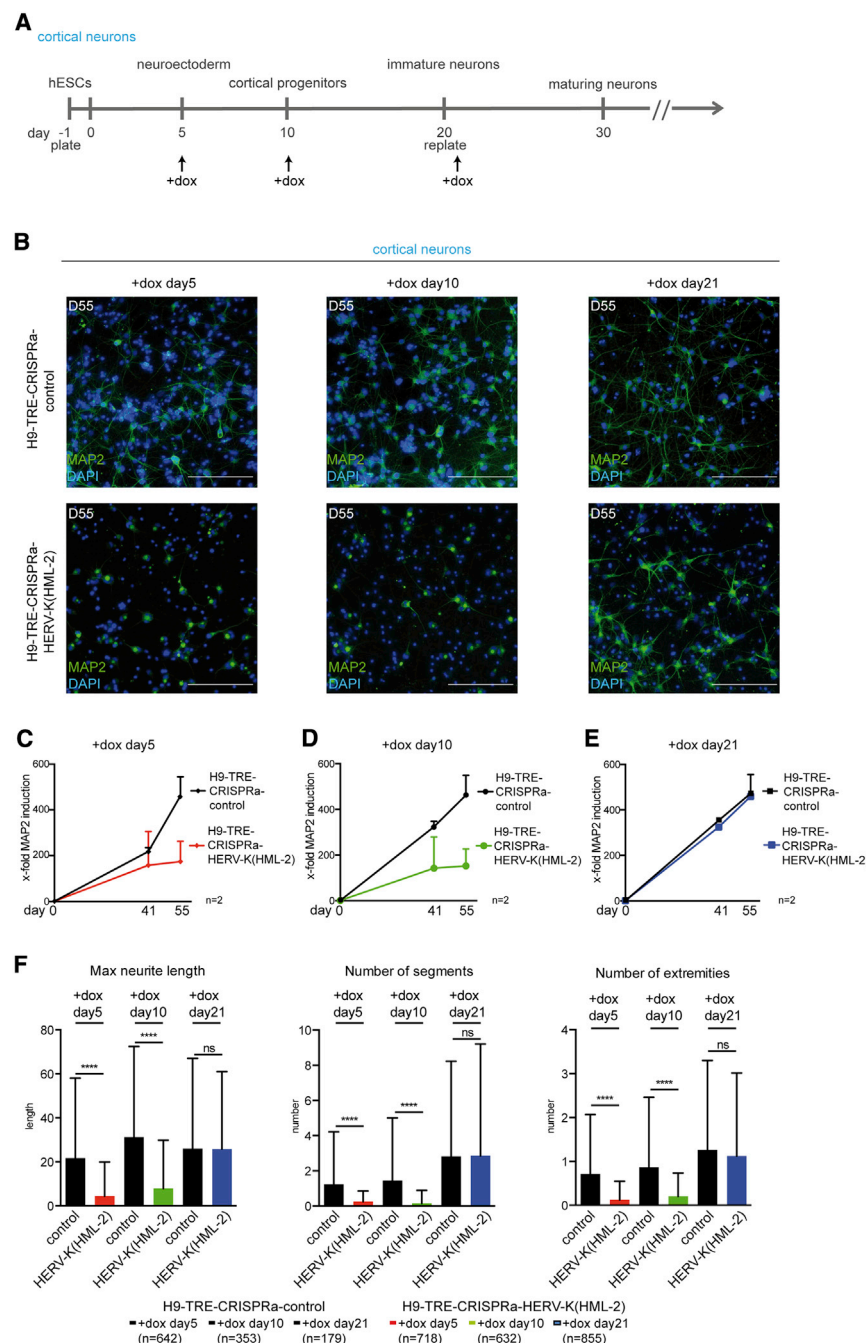 A
cortical neurons
neuroectoderm
immature neurons
hESCs
cortical progenitors
maturing neurons
day -1 0 5 10 20 30
plate
replate
+dox +dox +dox
B
cortical neurons
+dox day5 +dox day10 +dox day21
H9-TRE-CRISPRa-
control
D55 D55 D55
MAP2 MAP2 MAP2
DAPI DAPI DAPI
H9-TRE-CRISPRa-
HERV-K(HML-2)
D55 D55 D55
MAP2 MAP2 MAP2
DAPI DAPI DAPI
C
+dox day5
x-fold MAP2 induction
600
400
200
0
day 0 41 55
n=2
H9-TRE-
CRISPRa-
control
H9-TRE-
CRISPRa-
HERV-K(HML-2)
D
+dox day10
x-fold MAP2 induction
600
400
200
0
day 0 41 55
n=2
H9-TRE-
CRISPRa-
control
H9-TRE-
CRISPRa-
HERV-K(HML-2)
E
+dox day21
x-fold MAP2 induction
600
400
200
0
day 0 41 55
n=2
H9-TRE-
CRISPRa-
control
H9-TRE-
CRISPRa-
HERV-K(HML-2)
F
Max neurite length
+dox +dox +dox
day5 day10 day21
**** **** ns
length
80
60
40
20
0
control HERV-K(HML-2) control HERV-K(HML-2) control HERV-K(HML-2)
Number of segments
+dox +dox +dox
day5 day10 day21
**** **** ns
number
10
8
6
4
2
0
control HERV-K(HML-2) control HERV-K(HML-2) control HERV-K(HML-2)
Number of extremities
+dox +dox +dox
day5 day10 day21
**** **** ns
number
4
3
2
1
0
control HERV-K(HML-2) control HERV-K(HML-2) control HERV-K(HML-2)
H9-TRE-CRISPRa-control
+dox day5 +dox day10 +dox day21
(n=642) (n=353) (n=179)
H9-TRE-CRISPRa-HERV-K(HML-2)
+dox day5 +dox day10 +dox day21
(n=718) (n=632) (n=855)